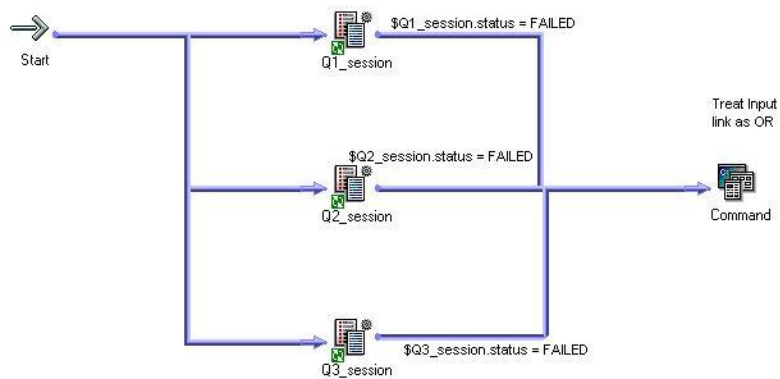 $Q1_session.status = FAILED
Start
Q1_session
Treat Input
link as OR
$Q2_session.status = FAILED
Q2_session
Command
$Q3_session.status = FAILED
Q3_session